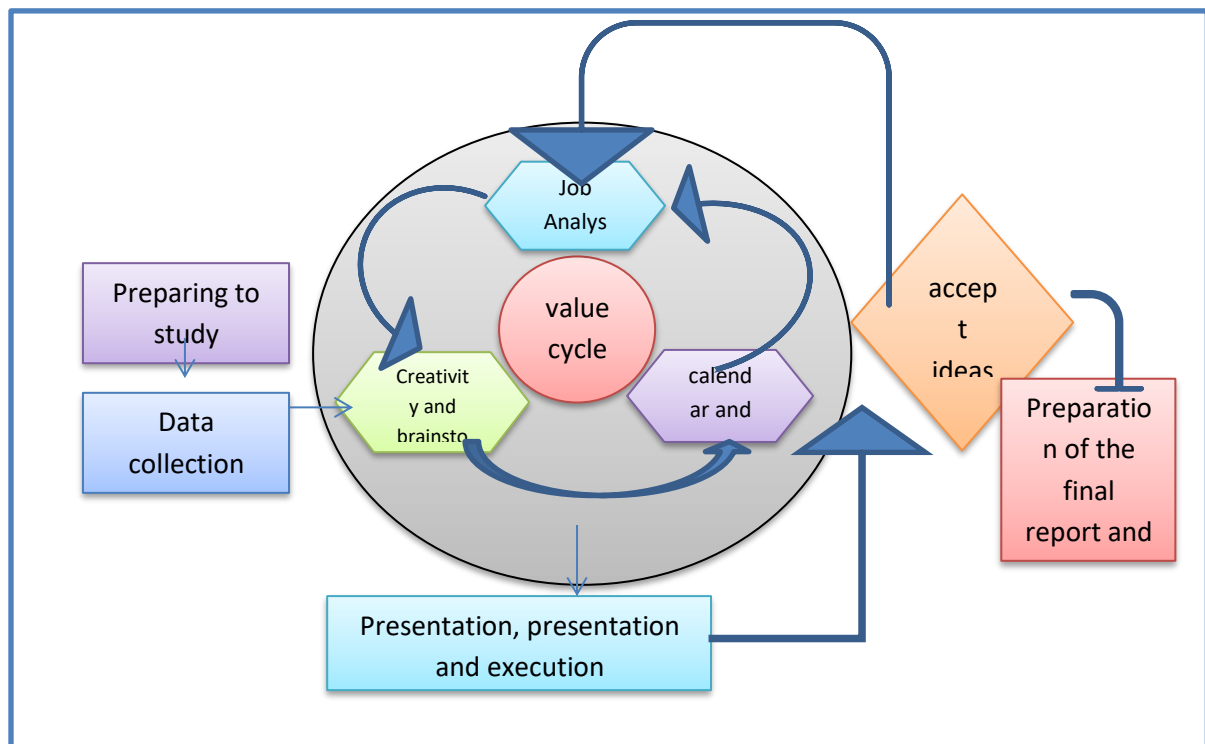 Job
Analys
value
cycle
Preparing to
study
Data
collection
Creativit
y and
brainsto
calend
ar and
accep
t
ideas
Preparatio
n of the
final
report and
Presentation, presentation
and execution